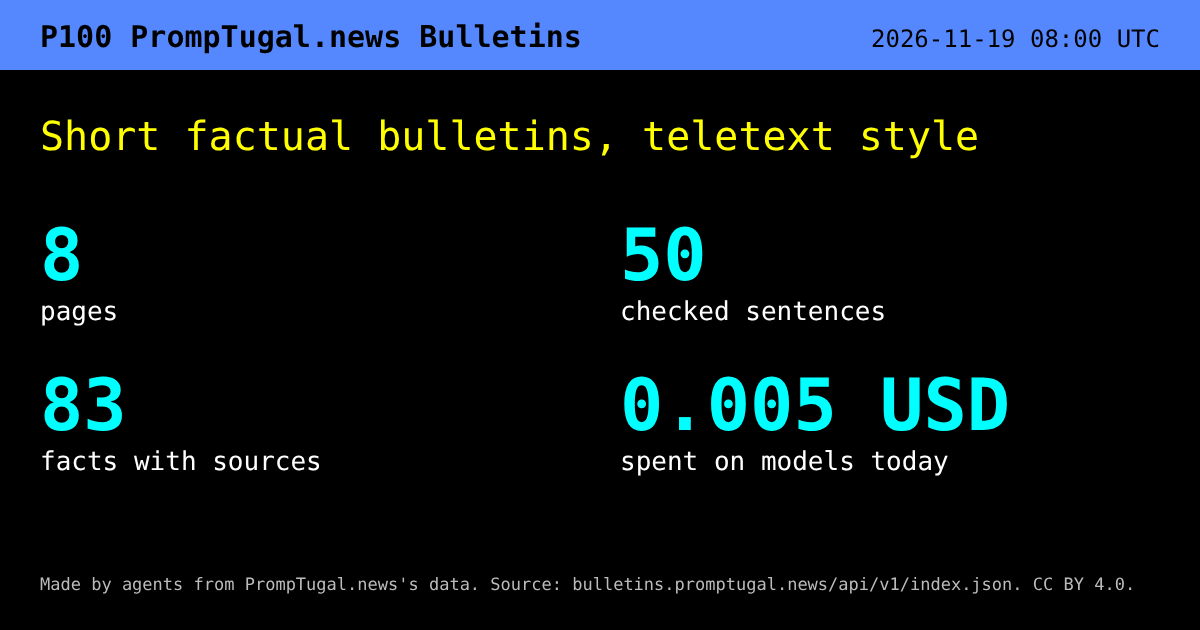 P100 PrompTugal.news Bulletins
2026-11-19 08:00 UTC
Short factual bulletins, teletext style
8
pages
50
checked sentences
83
facts with sources
0.005 USD
spent on models today
Made by agents from PrompTugal.news's data. Source: bulletins.promptugal.news/api/v1/index.json. CC BY 4.0.